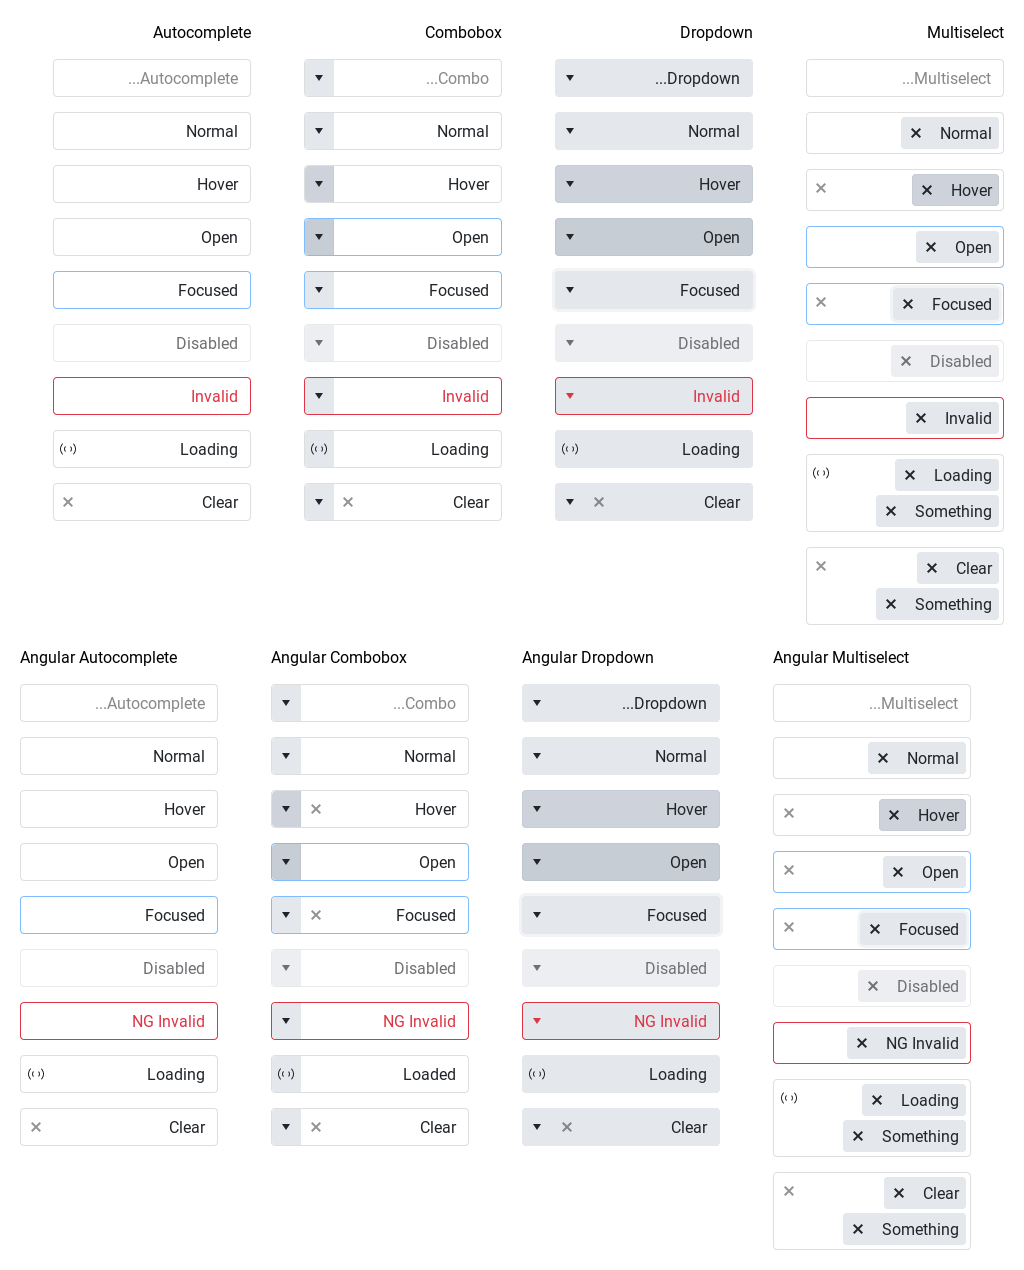 Autocomplete
...Autocomplete
Normal
Hover
Open
Focused
Disabled
Invalid
Loading
Clear
Combobox
...Combo
Normal
Hover
Open
Focused
Disabled
Invalid
Loading
Clear
Dropdown
...Dropdown
Normal
Hover
Open
Focused
Disabled
Invalid
Loading
Clear
Multiselect
...Multiselect
Normal
Hover
Open
Focused
Disabled
Invalid
Loading
Something
Clear
Something
Angular Autocomplete
...Autocomplete
Normal
Hover
Open
Focused
Disabled
NG Invalid
Loading
Clear
Angular Combobox
...Combo
Normal
Hover
Open
Focused
Disabled
NG Invalid
Loaded
Clear
Angular Dropdown
...Dropdown
Normal
Hover
Open
Focused
Disabled
NG Invalid
Loading
Clear
Angular Multiselect
...Multiselect
Normal
Hover
Open
Focused
Disabled
NG Invalid
Loading
Something
Clear
Something